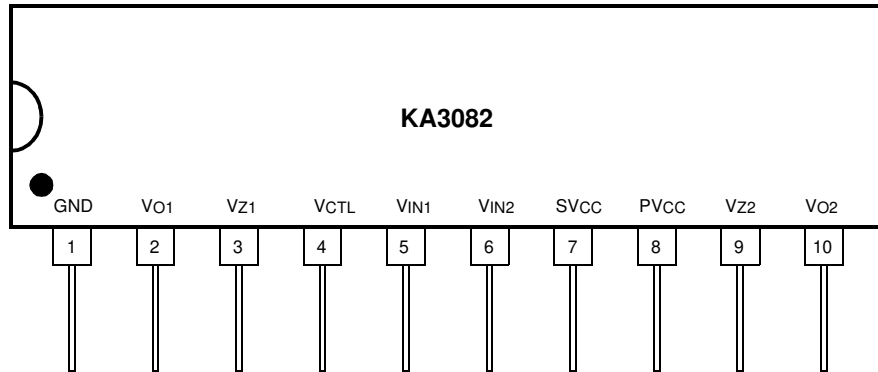 KA3082
GND VO1 VZ1 VCTL VIN1 VIN2 SVCC PVCC VZ2 VO2
1 2 3 4 5 6 7 8 9 10